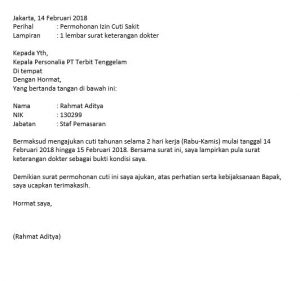 Jakarta, 14 Februari 2018
Perihal : Permohonan Izin Cuti Sakit
Lampiran : 1 lembar surat keterangan dokter
Kepada Yth,
Kepala Personalia PT Terbit Tenggelam
Di tempat
Dengan Hormat,
Yang bertanda tangan di bawah ini:
Nama : Rahmat Aditya
NIK : 130299
Jabatan : Staf Pemasaran
Bermaksud mengajukan cuti tahunan selama 2 hari kerja (Rabu-Kamis) mulai tanggal 14
Februari 2018 hingga 15 Februari 2018. Bersama surat ini, saya lampirkan pula surat
keterangan dokter sebagai bukti kondisi saya.
Demikian surat permohonan cuti ini saya ajukan, atas perhatian serta kebijaksanaan Bapak,
saya ucapkan terimakasih.
Hormat saya,
(Rahmat Aditya)